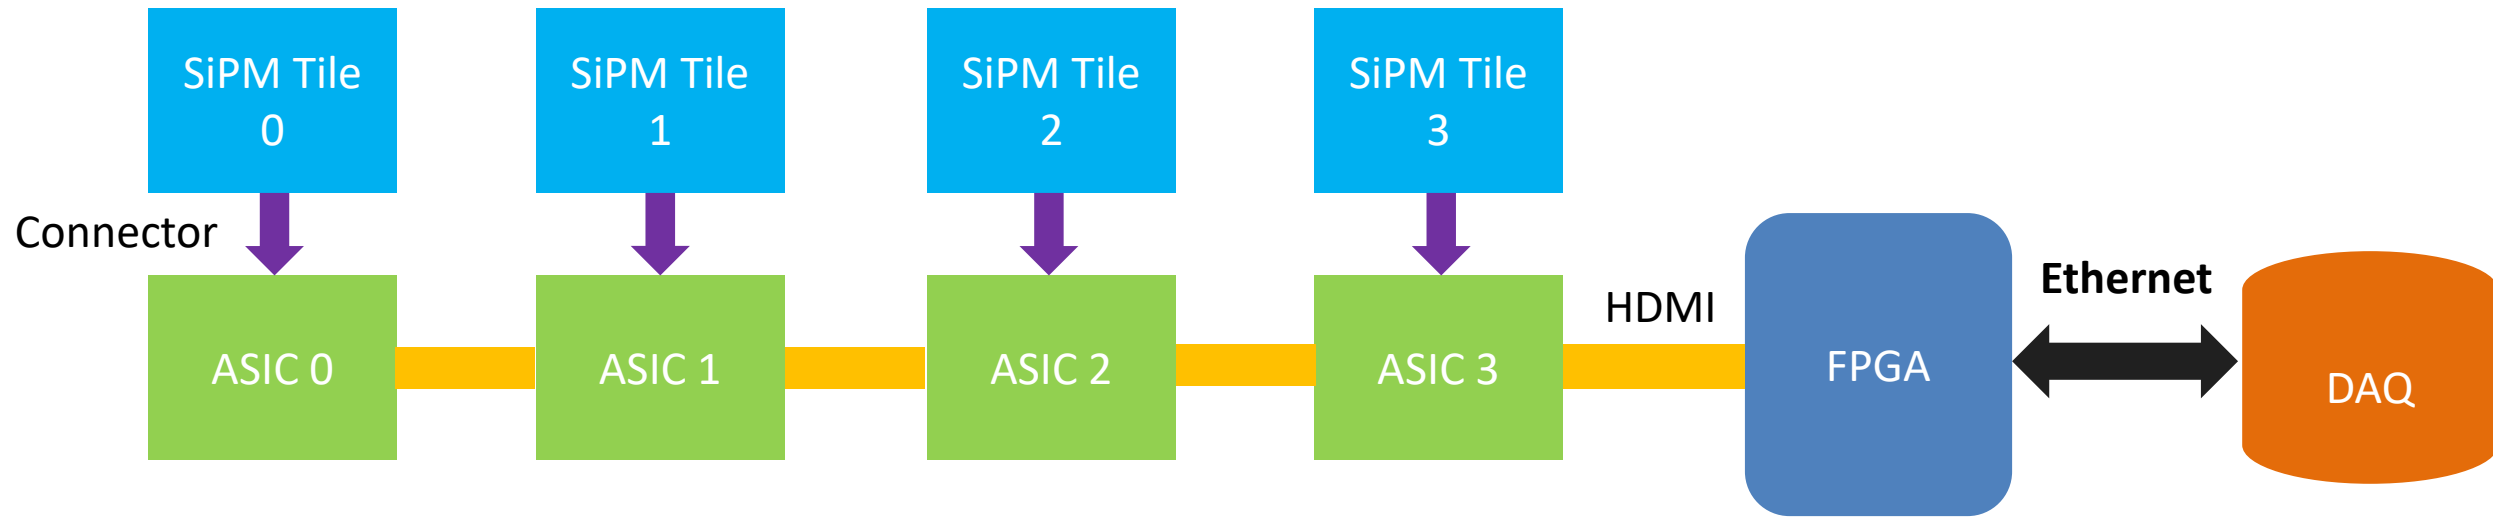 SiPM Tile
0
SiPM Tile
1
SiPM Tile
2
SiPM Tile
3
Connector
HDMI
Ethernet
ASIC 0
ASIC 1
ASIC 2
ASIC 3
FPGA
DAQ